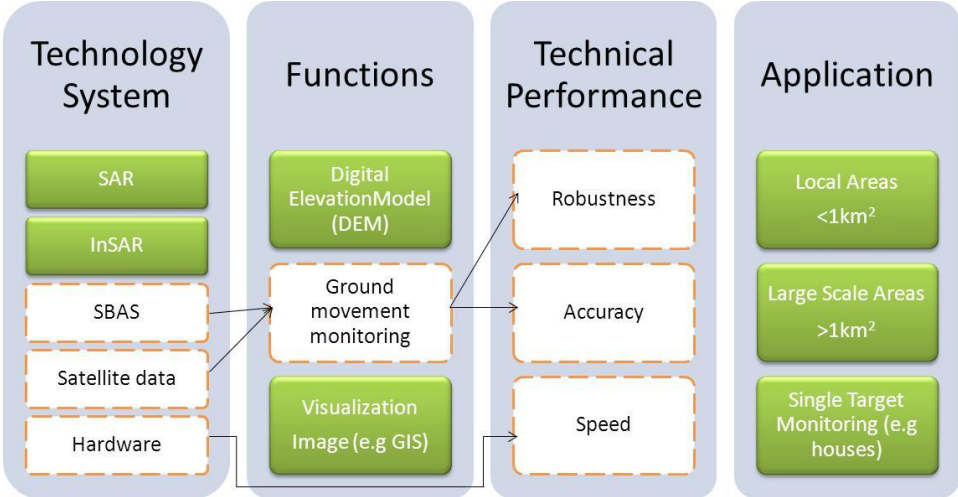 Technology
System
SAR
InSAR
SBAS
Satellite data
Hardware
Functions
Digital
ElevationModel
(DEM)
Ground
movement
monitoring
Visualization
Image (e.g GIS)
Technical
Performance
Robustness
Accuracy
Speed
Application
Local Areas
<1km²
Large Scale Areas
>1km²
Single Target
Monitoring (e.g
houses)